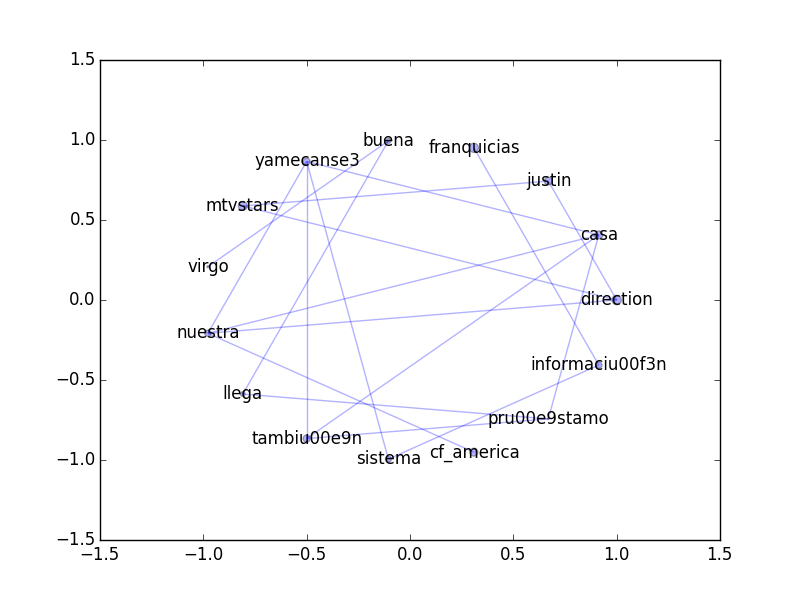 1.5
buena
1.0
franquicias
yamecanse3
justin
mtvstars
0.5
casa
virgo
0.0
direction
nuestra
informaciu00f3n
−0.5
llega
pru00e9stamo
tambiu00e9n
cf_america
−1.0
sistema
−1.5
−1.5 −1.0 −0.5 0.0 0.5 1.0 1.5